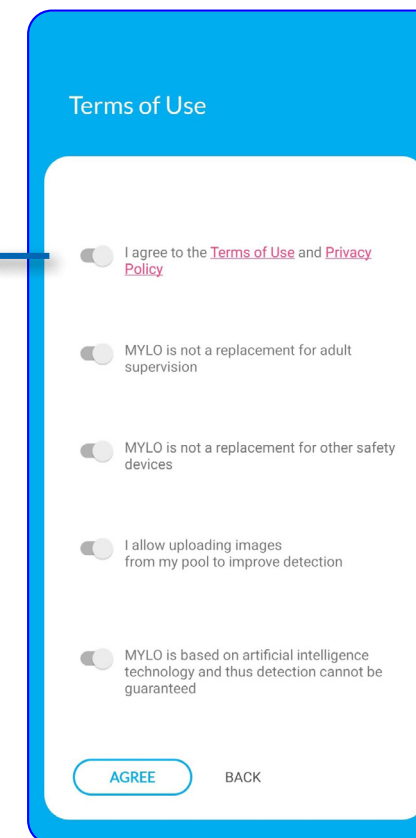 Terms of Use
I agree to the Terms of Use and Privacy
Policy
MYLO is not a replacement for adult
supervision
MYLO is not a replacement for other safety
devices
I allow uploading images
from my pool to improve detection
MYLO is based on artificial intelligence
technology and thus detection cannot be
guaranteed
AGREE BACK